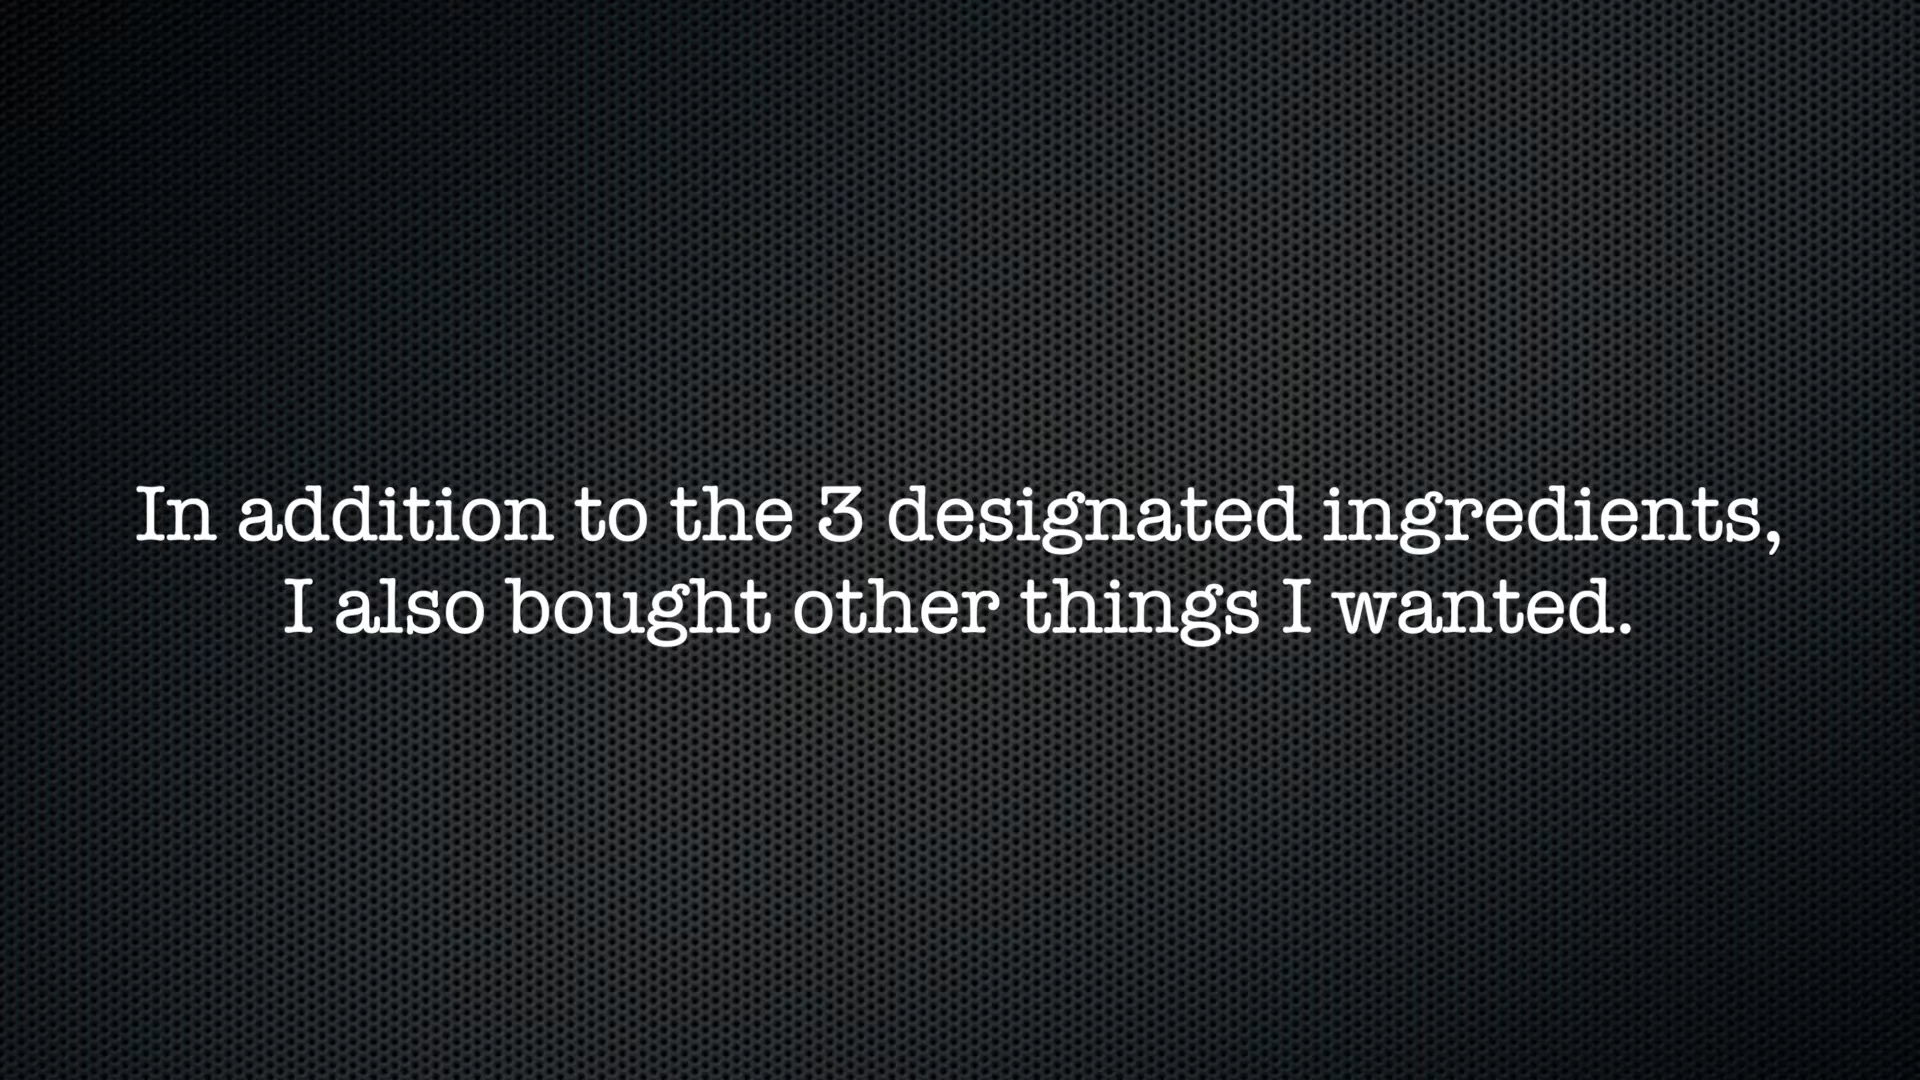 In addition to the 3 designated ingredients,
I also bought other things I wanted.